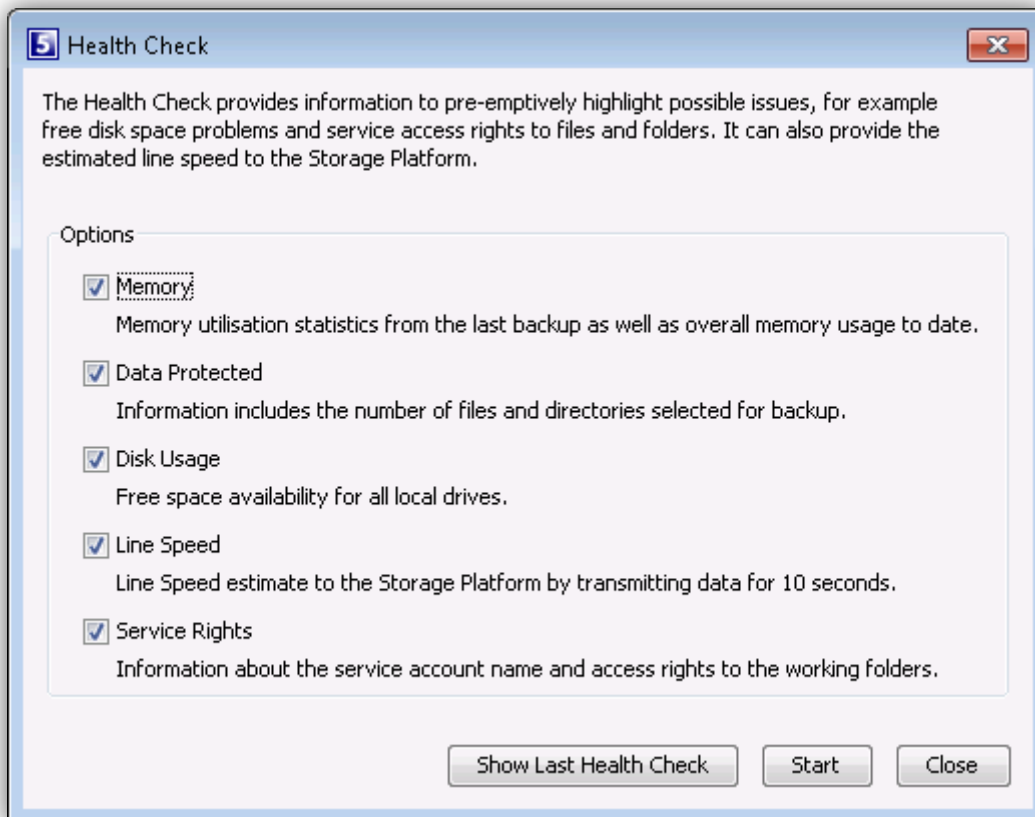 5 Health Check
The Health Check provides information to pre-emptively highlight possible issues, for example
free disk space problems and service access rights to files and folders. It can also provide the
estimated line speed to the Storage Platform.
Options
Memory
Memory utilisation statistics from the last backup as well as overall memory usage to date.
Data Protected
Information includes the number of files and directories selected for backup.
Disk Usage
Free space availability for all local drives.
Line Speed
Line Speed estimate to the Storage Platform by transmitting data for 10 seconds.
Service Rights
Information about the service account name and access rights to the working folders.
Show Last Health Check Start Close